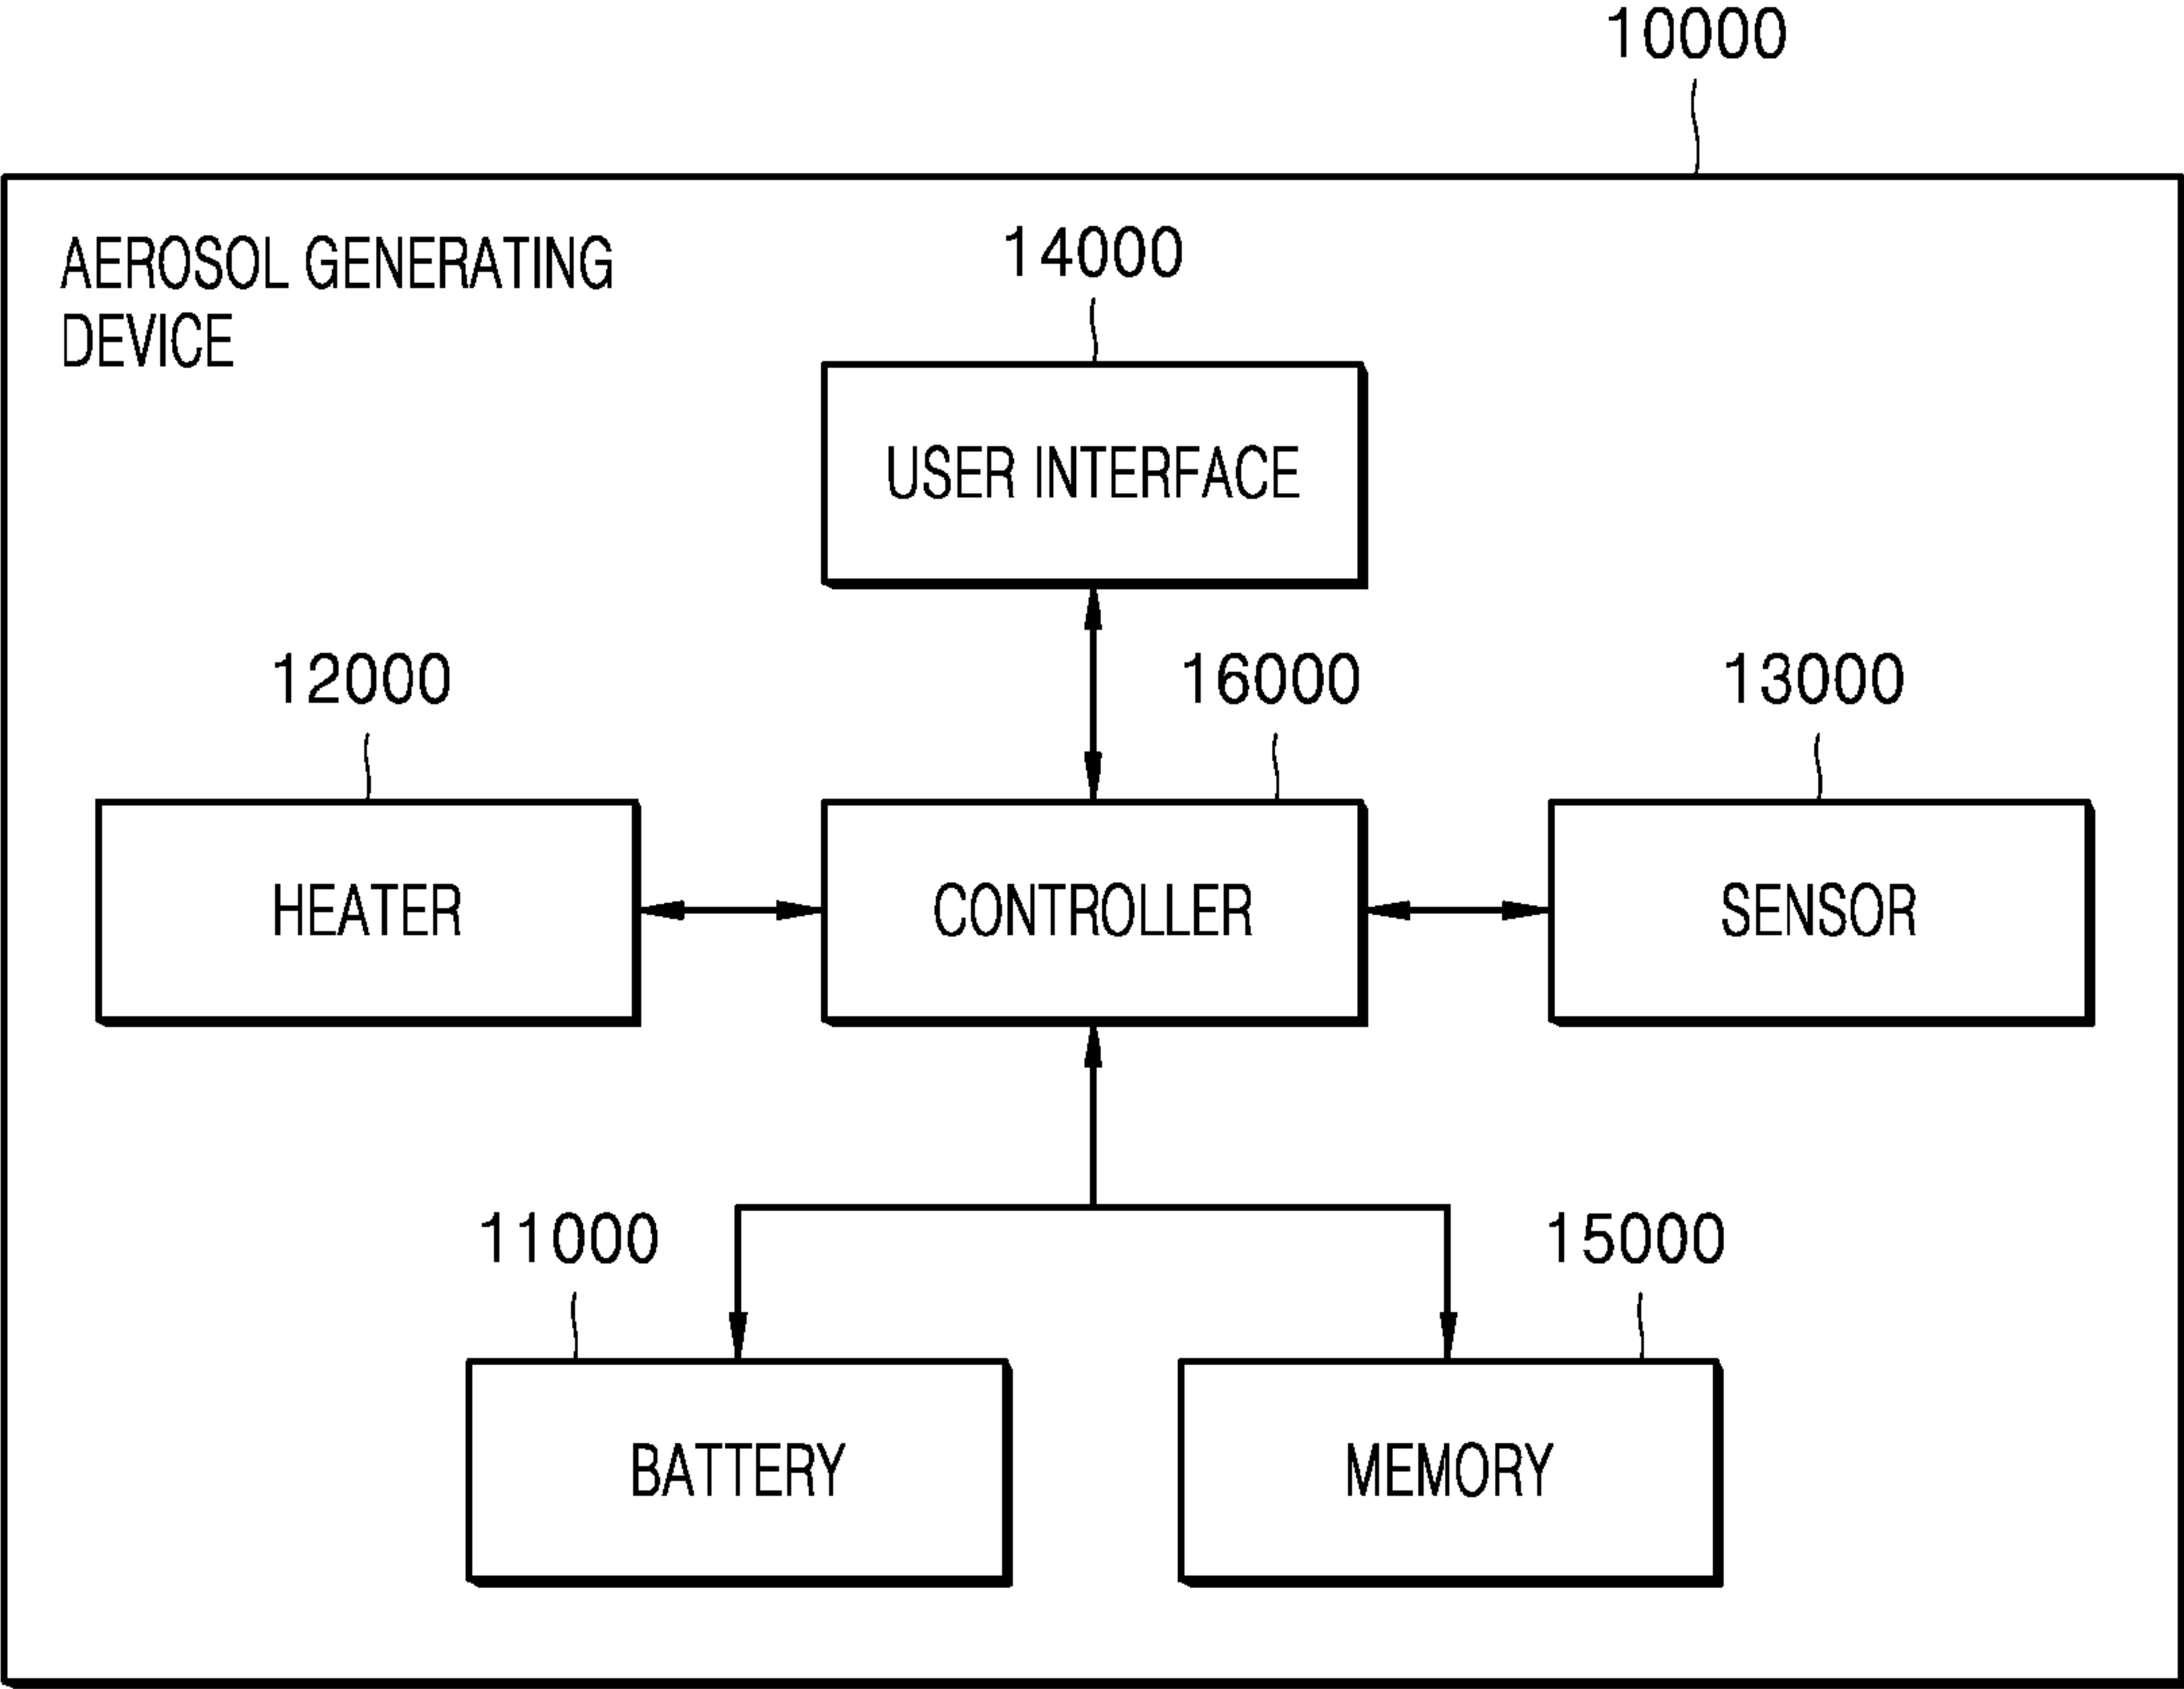 10000
AEROSOL GENERATING
DEVICE
14000
USER INTERFACE
12000
16000
13000
HEATER
CONTROLLER
SENSOR
11000
15000
BATTERY
MEMORY